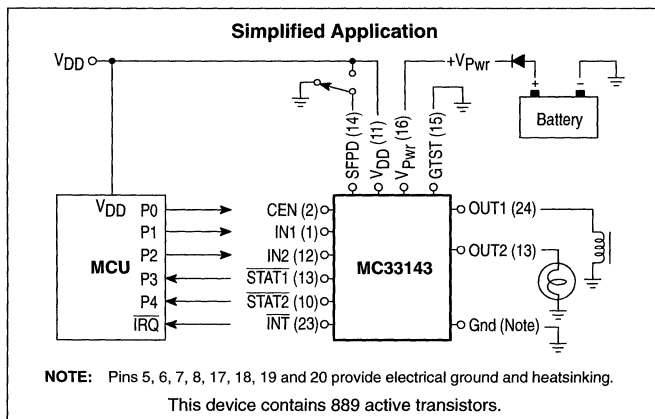 Simplified Application
VDD
+VPwr
+ −
Battery
SFPD (14)
VDD (11)
VPwr (16)
GTST (15)
VDD
MCU
P0
P1
P2
P3
P4
IRQ
CEN (2)
IN1 (1)
IN2 (12)
STAT1 (13)
STAT2 (10)
INT (23)
MC33143
OUT1 (24)
OUT2 (13)
Gnd (Note)
NOTE: Pins 5, 6, 7, 8, 17, 18, 19 and 20 provide electrical ground and heatsinking.
This device contains 889 active transistors.